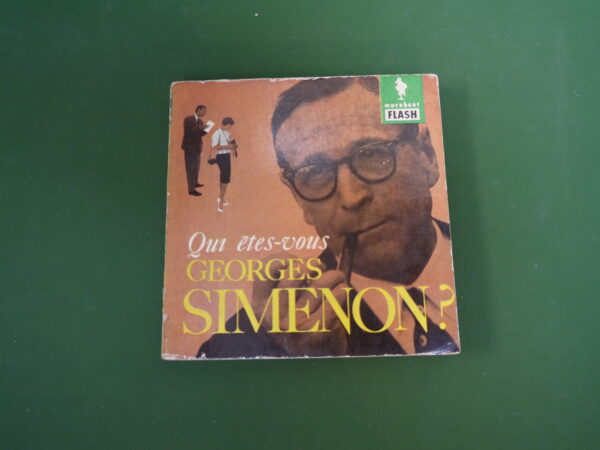 marabout
FLASH
Qui êtes-vous
GEORGES
SIMENON?